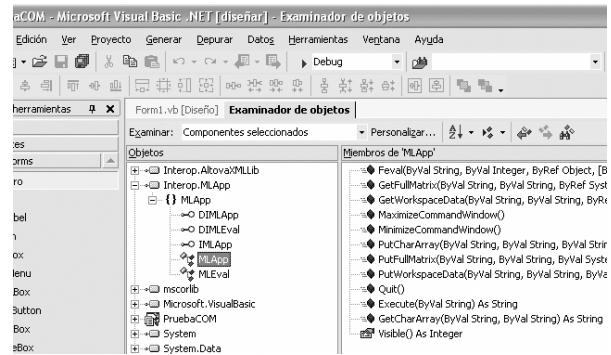 aCOM - Microsoft Visual Basic .NET [diseñar] - Examinador de objetos
Edición Ver Proyecto Generar Depurar Datos Herramientas Ventana Ayuda
Debug
herramientas
Form1.vb [Diseño] Examinador de objetos
Examinar: Componentes seleccionados Personalizar...
Objetos
Miembros de 'MLApp'
Interop.AltovaXMLLib
Interop.MLApp
{} MLApp
DIMLApp
DIMLEval
IMLApp
MLApp
MLEval
mscorlib
Microsoft.VisualBasic
PruebaCOM
System
System.Data
Feval(ByVal String, ByVal Integer, ByRef Object, [B
GetFullMatrix(ByVal String, ByVal String, ByRef Syst
GetWorkspaceData(ByVal String, ByVal String, ByRe
MaximizeCommandWindow()
MinimizeCommandWindow()
PutCharArray(ByVal String, ByVal String, ByVal Strin
PutFullMatrix(ByVal String, ByVal String, ByVal Syste
PutWorkspaceData(ByVal String, ByVal String, ByVa
Quit()
Execute(ByVal String) As String
GetCharArray(ByVal String, ByVal String) As String
Visible() As Integer
es
orms
ro
bel
n
ox
Menu
Box
Button
Box
eBox